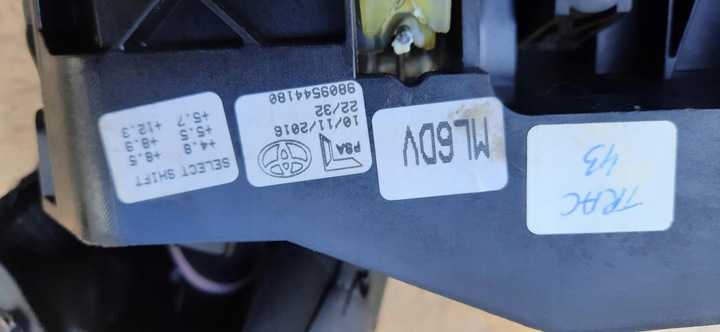 TRAC
43
ML6DV
PSA
10/11/2016
22/32
9809544180
SELECT SHIFT
+4.8 +8.5
+5.5 +8.9
+5.7 +12.3